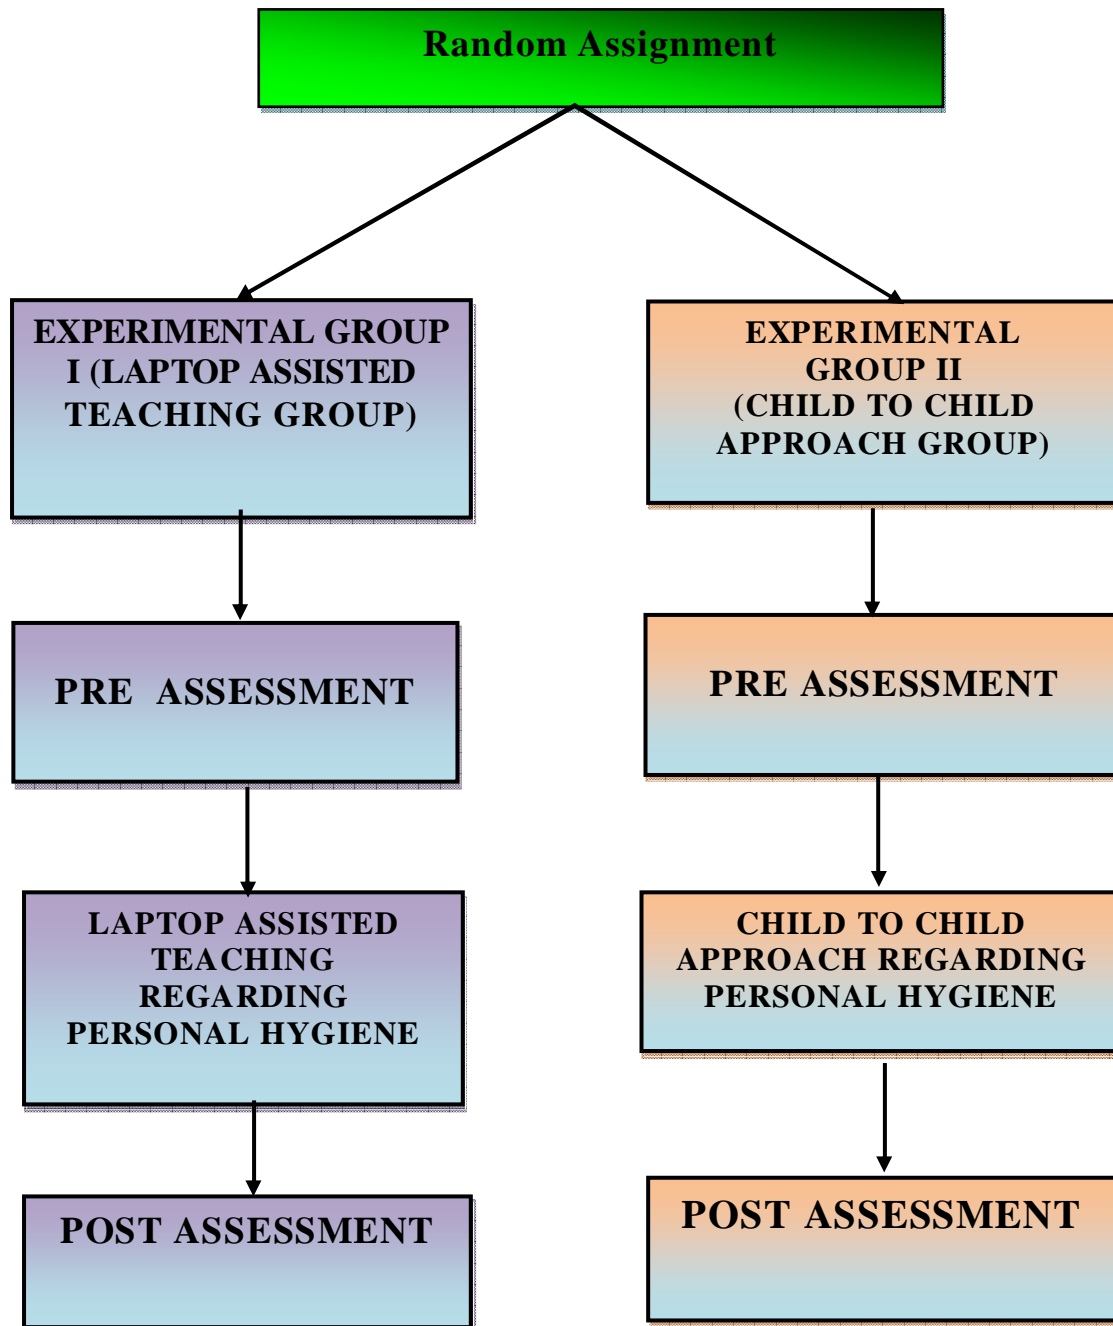 Random Assignment
EXPERIMENTAL GROUP
I (LAPTOP ASSISTED
TEACHING GROUP)
EXPERIMENTAL
GROUP II
(CHILD TO CHILD
APPROACH GROUP)
PRE ASSESSMENT
PRE ASSESSMENT
LAPTOP ASSISTED
TEACHING
REGARDING
PERSONAL HYGIENE
CHILD TO CHILD
APPROACH REGARDING
PERSONAL HYGIENE
POST ASSESSMENT
POST ASSESSMENT